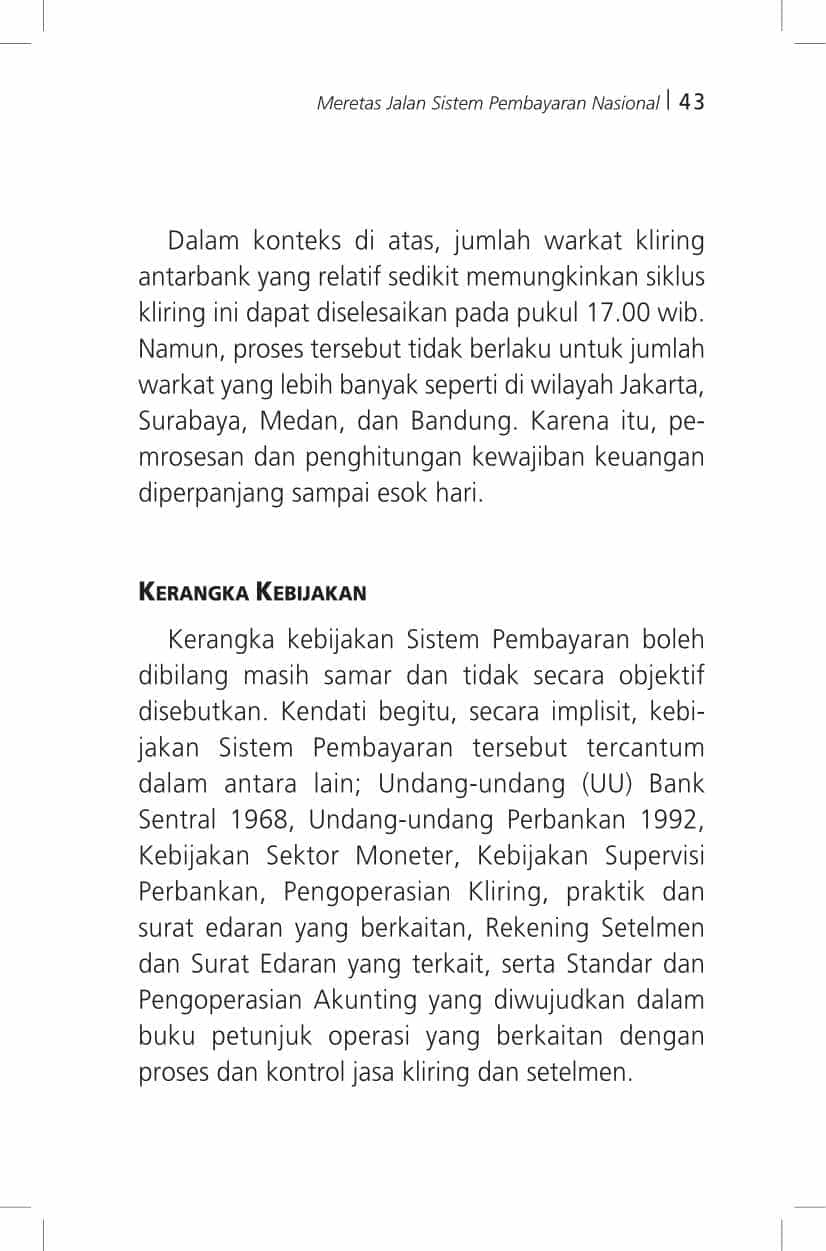 Meretas Jalan Sistem Pembayaran Nasional | 43
Dalam konteks di atas, jumlah warkat kliring
antarbank yang relatif sedikit memungkinkan siklus
kliring ini dapat diselesaikan pada pukul 17.00 wib.
Namun, proses tersebut tidak berlaku untuk jumlah
warkat yang lebih banyak seperti di wilayah Jakarta,
Surabaya, Medan, dan Bandung. Karena itu, pe-
mrosesan dan penghitungan kewajiban keuangan
diperpanjang sampai esok hari.
KERANGKA KEBIJAKAN
Kerangka kebijakan Sistem Pembayaran boleh
dibilang masih samar dan tidak secara objektif
disebutkan. Kendati begitu, secara implisit, kebi-
jakan Sistem Pembayaran tersebut tercantum
dalam antara lain; Undang-undang (UU) Bank
Sentral 1968, Undang-undang Perbankan 1992,
Kebijakan Sektor Moneter, Kebijakan Supervisi
Perbankan, Pengoperasian Kliring, praktik dan
surat edaran yang berkaitan, Rekening Setelmen
dan Surat Edaran yang terkait, serta Standar dan
Pengoperasian Akunting yang diwujudkan dalam
buku petunjuk operasi yang berkaitan dengan
proses dan kontrol jasa kliring dan setelmen.